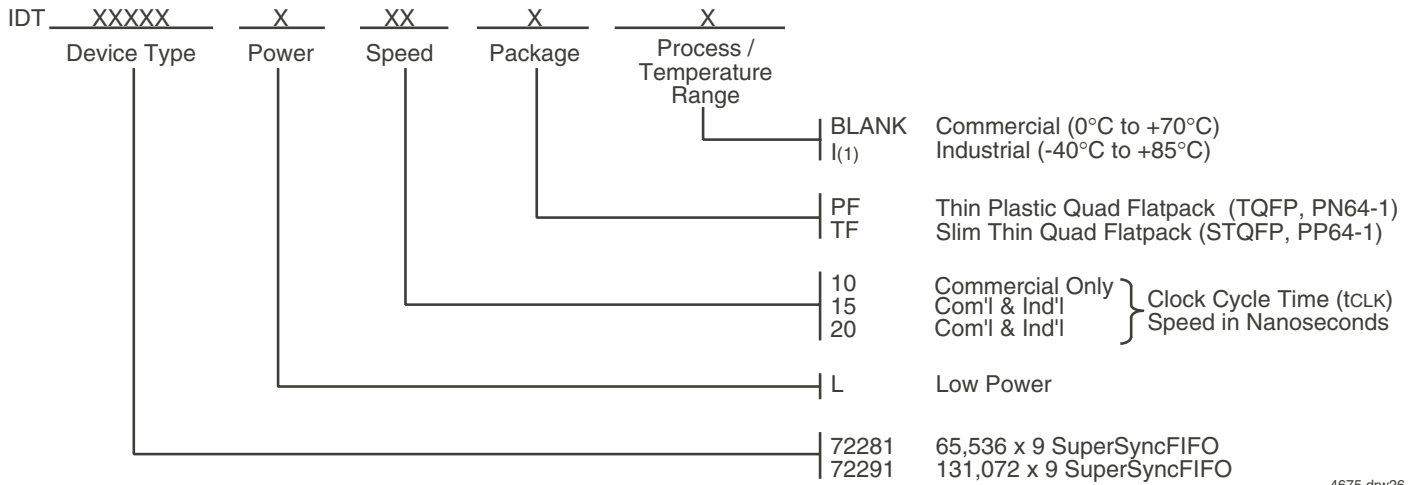 IDT XXXXX X XX X X
Device Type Power Speed Package Process /
Temperature
Range
BLANK Commercial (0°C to +70°C)
I(1) Industrial (-40°C to +85°C)
PF Thin Plastic Quad Flatpack (TQFP, PN64-1)
TF Slim Thin Quad Flatpack (STQFP, PP64-1)
10 Commercial Only
15 Com'l & Ind'l
20 Com'l & Ind'l
Clock Cycle Time (tCLK)
Speed in Nanoseconds
L Low Power
72281 65,536 x 9 SuperSyncFIFO
72291 131,072 x 9 SuperSyncFIFO
4675 drw26